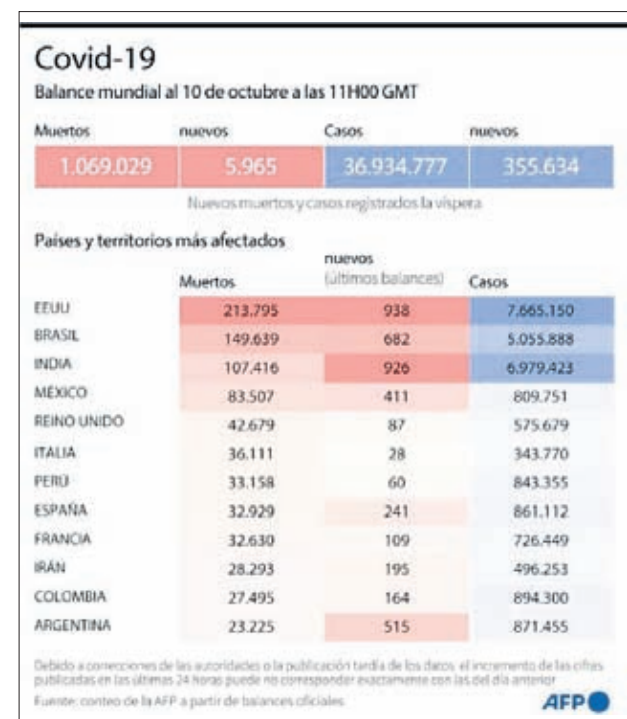 Covid-19
Balance mundial al 10 de octubre a las 11H00 GMT
Muertos nuevos Casos nuevos
1.069.029 5.965 36.934.777 355.634
Nuevos muertos y casos registrados la víspera
Países y territorios más afectados
nuevos
Muertos (últimos balances) Casos
EEUU 213.795 938 7.665.150
BRASIL 149.639 682 5.055.888
INDIA 107.416 926 6.979.423
MÉXICO 83.507 411 809.751
REINO UNIDO 42.679 87 575.679
ITALIA 36.111 28 343.770
PERÚ 33.158 60 843.355
ESPAÑA 32.929 241 861.112
FRANCIA 32.630 109 726.449
IRÁN 28.293 195 496.253
COLOMBIA 27.495 164 894.300
ARGENTINA 23.225 515 871.455
Debido a correcciones de las autoridades o la publicación tardía de los datos, el incremento de las cifras
publicadas en las últimas 24 horas puede no corresponder exactamente con las del día anterior
Fuente: conteo de la AFP a partir de balances oficiales
AFP